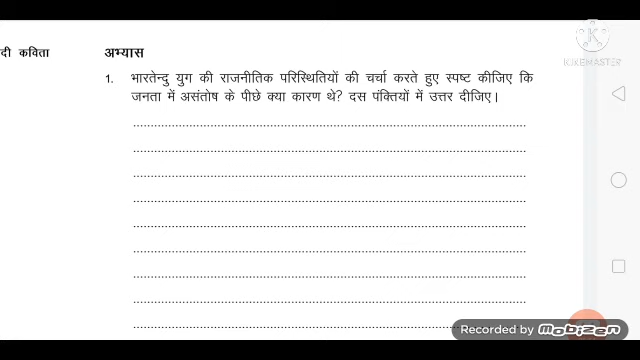 दी कविता
अभ्यास
1. भारतेन्दु युग की राजनीतिक परिस्थितियों की चर्चा करते हुए स्पष्ट कीजिए कि
जनता में असंतोष के पीछे क्या कारण थे? दस पंक्तियों में उत्तर दीजिए।
KINEMASTER
Recorded by Mobizen